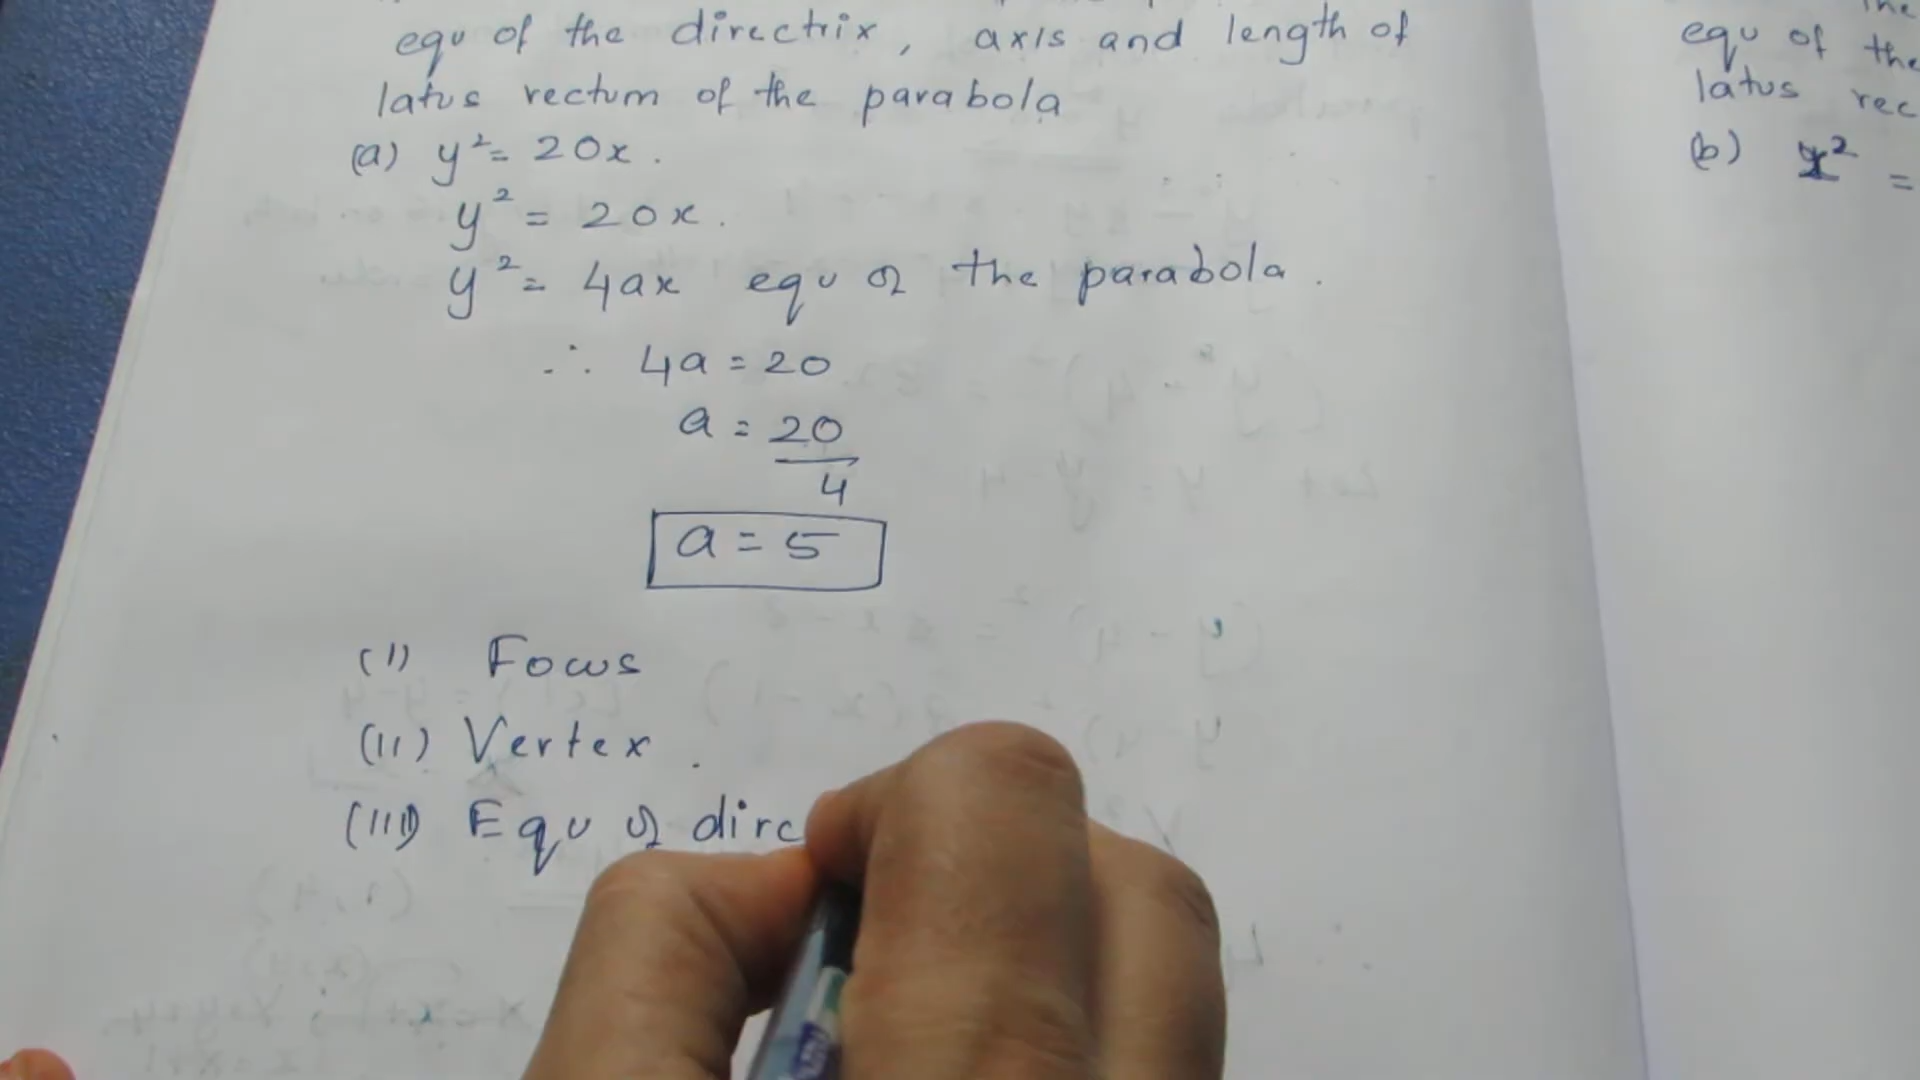 equ of the directrix, axis and length of
latus rectum of the parabola
(a) y² = 20x.
y² = 20x.
y² = 4ax equ of the parabola.
∴ 4a = 20
a = 20
4
a = 5
(i) Focus
(ii) Vertex.
(iii) Equ of direc
the
equ of the
latus rec
(b) x² =